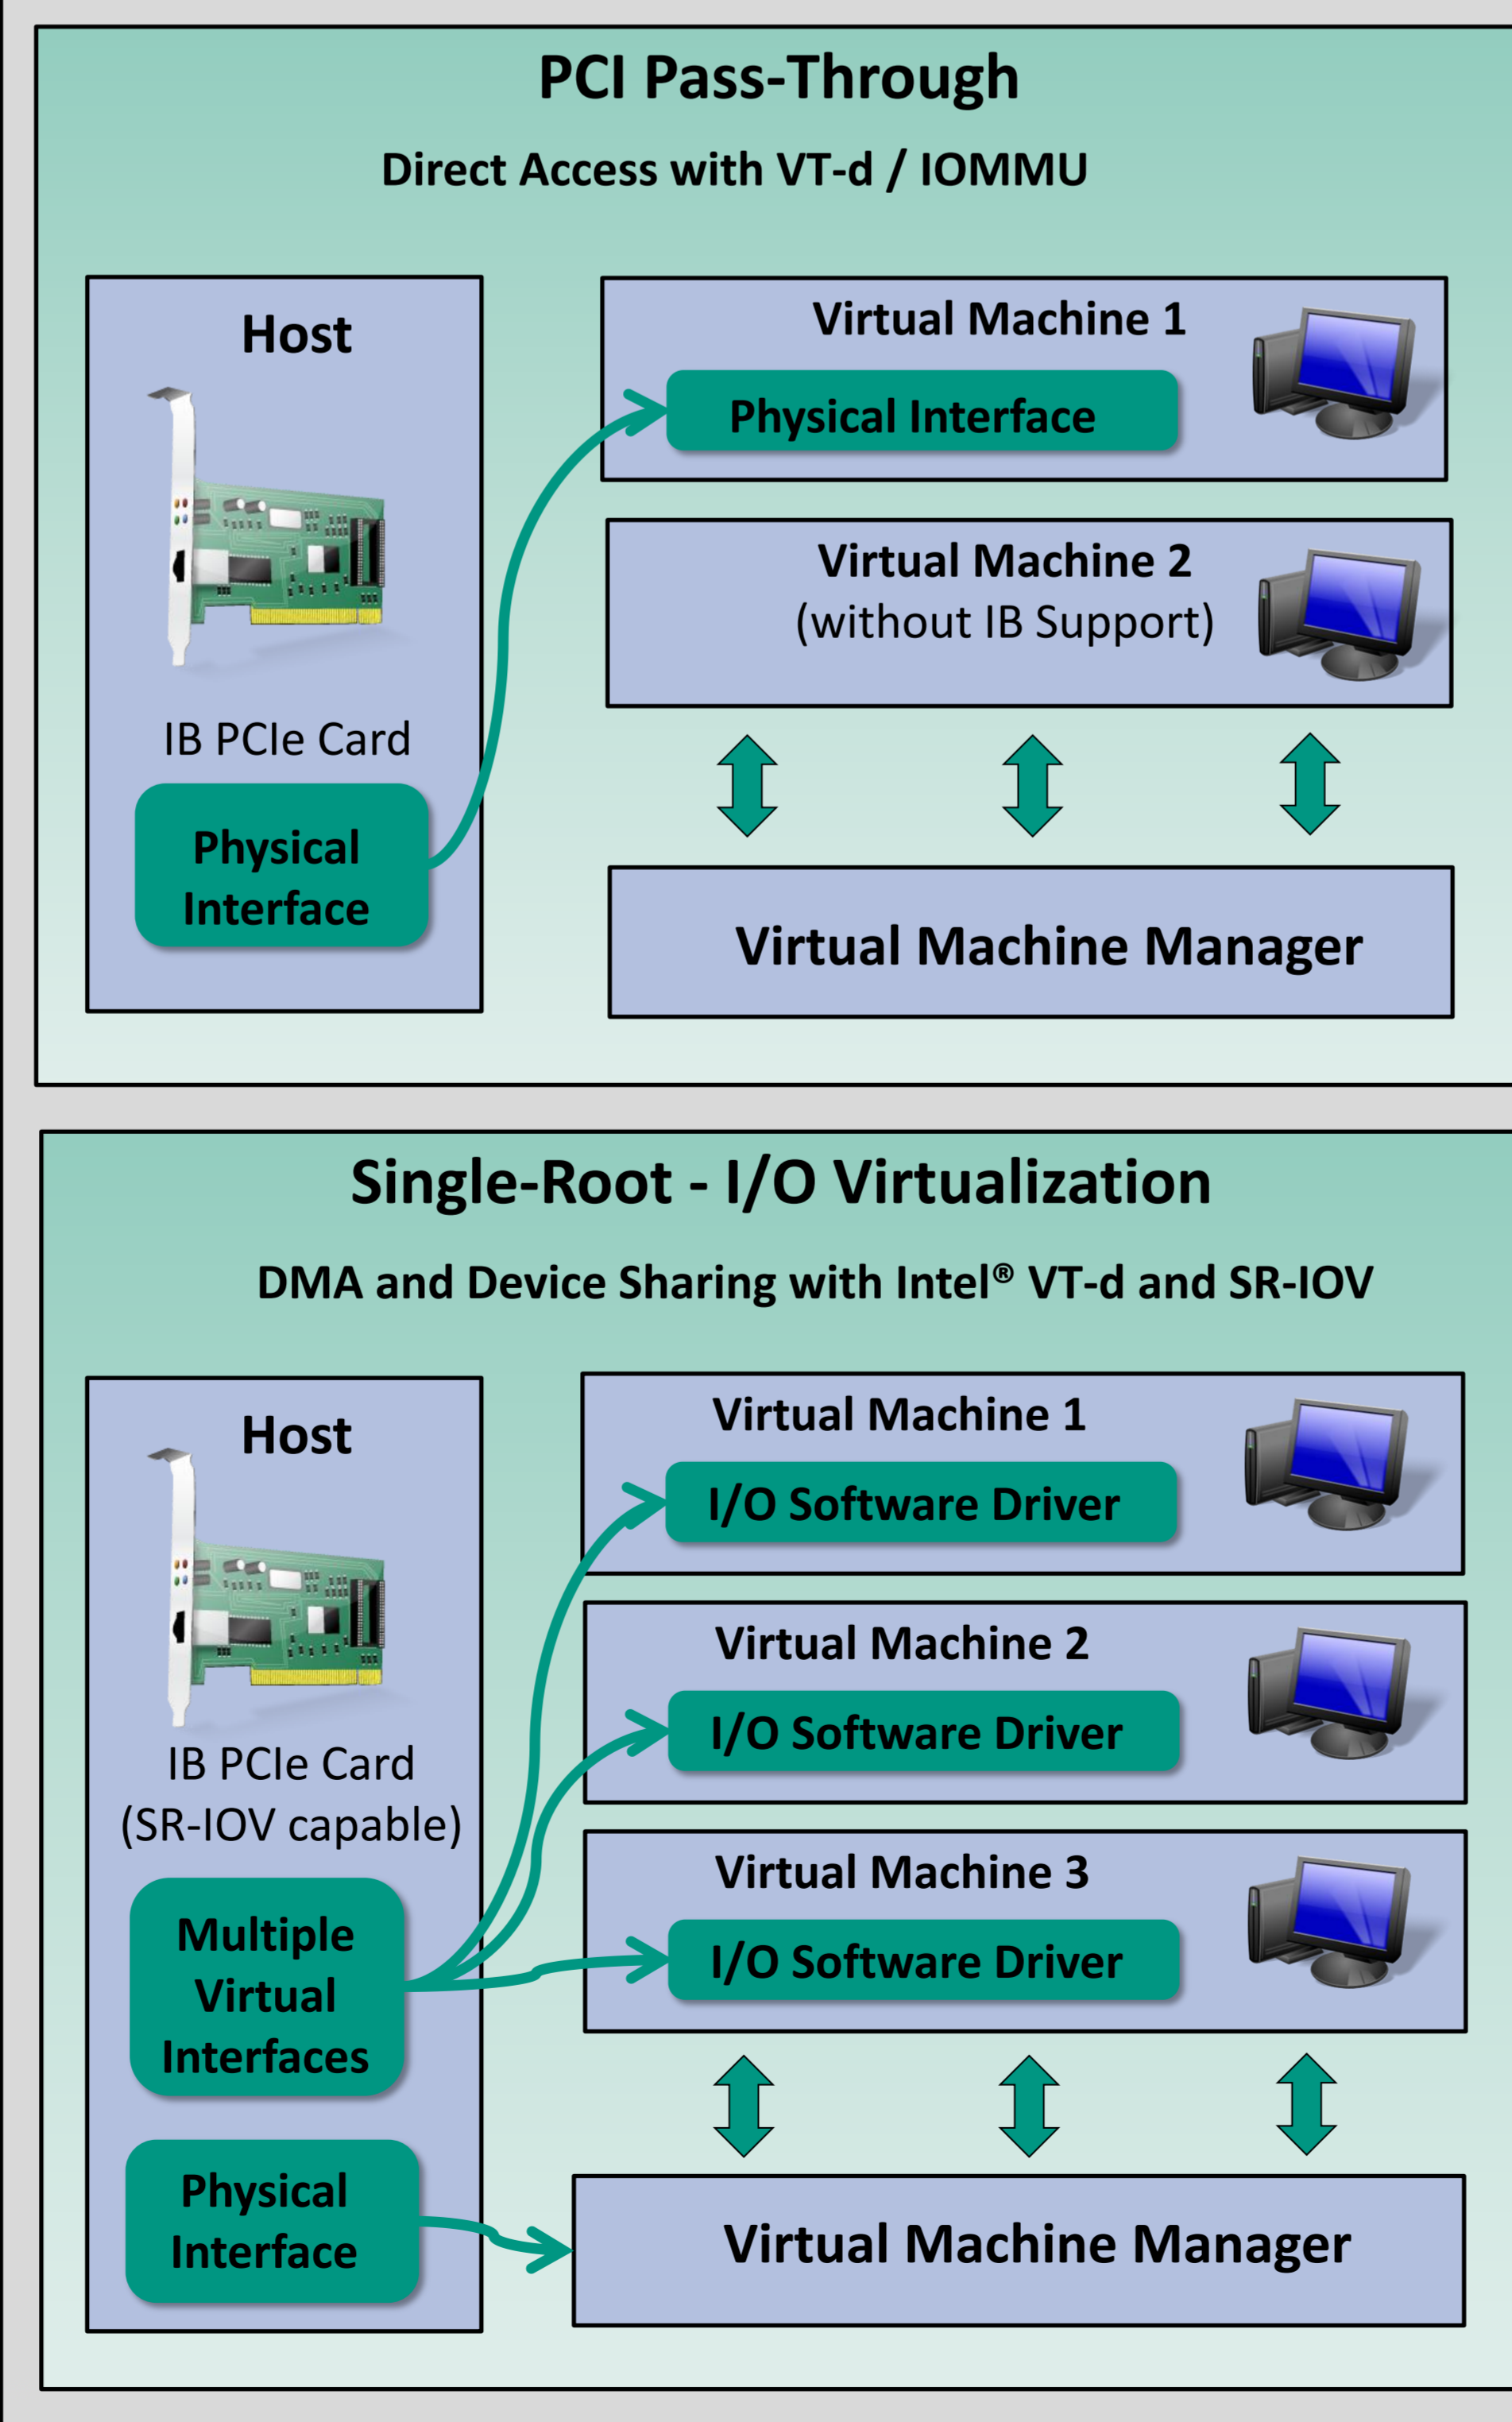 PCI Pass-Through
Direct Access with VT-d / IOMMU
Host
IB PCIe Card
Physical
Interface
Virtual Machine 1
Physical Interface
Virtual Machine 2
(without IB Support)
Virtual Machine Manager
Single-Root - I/O Virtualization
DMA and Device Sharing with Intel® VT-d and SR-IOV
Host
IB PCIe Card
(SR-IOV capable)
Multiple
Virtual
Interfaces
Physical
Interface
Virtual Machine 1
I/O Software Driver
Virtual Machine 2
I/O Software Driver
Virtual Machine 3
I/O Software Driver
Virtual Machine Manager